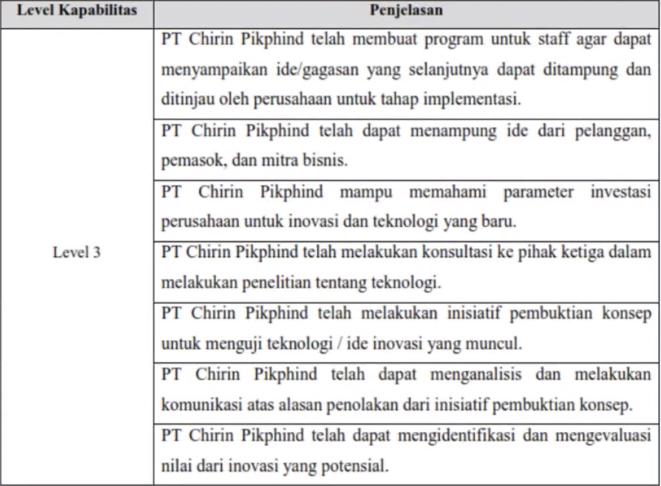 Level Kapabilitas Penjelasan
PT Chirin Pikphind telah membuat program untuk staff agar dapat
menyampaikan ide/gagasan yang selanjutnya dapat ditampung dan
ditinjau oleh perusahaan untuk tahap implementasi.
PT Chirin Pikphind telah dapat menampung ide dari pelanggan,
pemasok, dan mitra bisnis.
PT Chirin Pikphind mampu memahami parameter investasi
perusahaan untuk inovasi dan teknologi yang baru.
Level 3
PT Chirin Pikphind telah melakukan konsultasi ke pihak ketiga dalam
melakukan penelitian tentang teknologi.
PT Chirin Pikphind telah melakukan inisiatif pembuktian konsep
untuk menguji teknologi / ide inovasi yang muncul.
PT Chirin Pikphind telah dapat menganalisis dan melakukan
komunikasi atas alasan penolakan dari inisiatif pembuktian konsep.
PT Chirin Pikphind telah dapat mengidentifikasi dan mengevaluasi
nilai dari inovasi yang potensial.